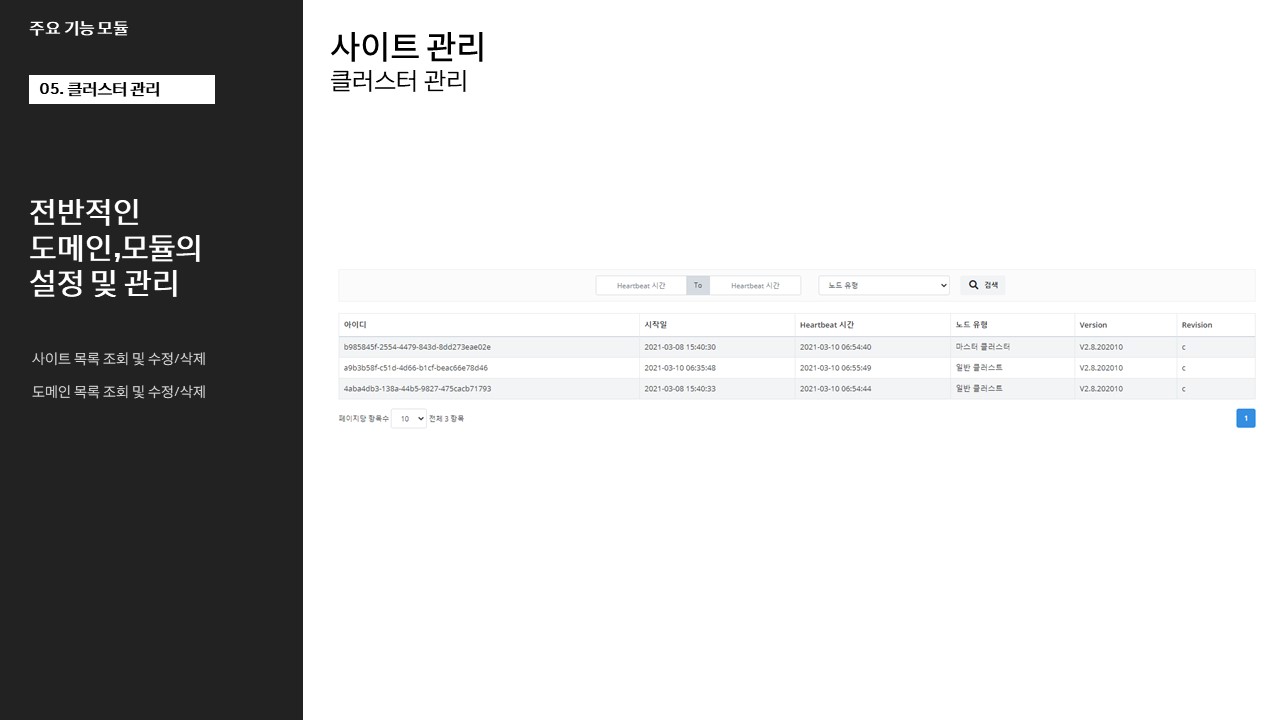 주요 기능 모듈
05. 클러스터 관리
전반적인
도메인,모듈의
설정 및 관리
사이트 목록 조회 및 수정/삭제
도메인 목록 조회 및 수정/삭제
사이트 관리
클러스터 관리
Heartbeat 시간 To Heartbeat 시간 노드 유형 검색
아이디 시작일 Heartbeat 시간 노드 유형 Version Revision
b985845f-2554-4479-843d-8dd273eae02e 2021-03-08 15:40:30 2021-03-10 06:54:40 마스터 클러스터 V2.8.202010 c
a9b3b58f-c51d-4d66-b1cf-beac66e78d46 2021-03-10 06:35:48 2021-03-10 06:55:49 일반 클러스트 V2.8.202010 c
4aba4db3-138a-44b5-9827-475cacb71793 2021-03-08 15:40:33 2021-03-10 06:54:44 일반 클러스트 V2.8.202010 c
페이지당 항목수 10 전체 3 항목 1